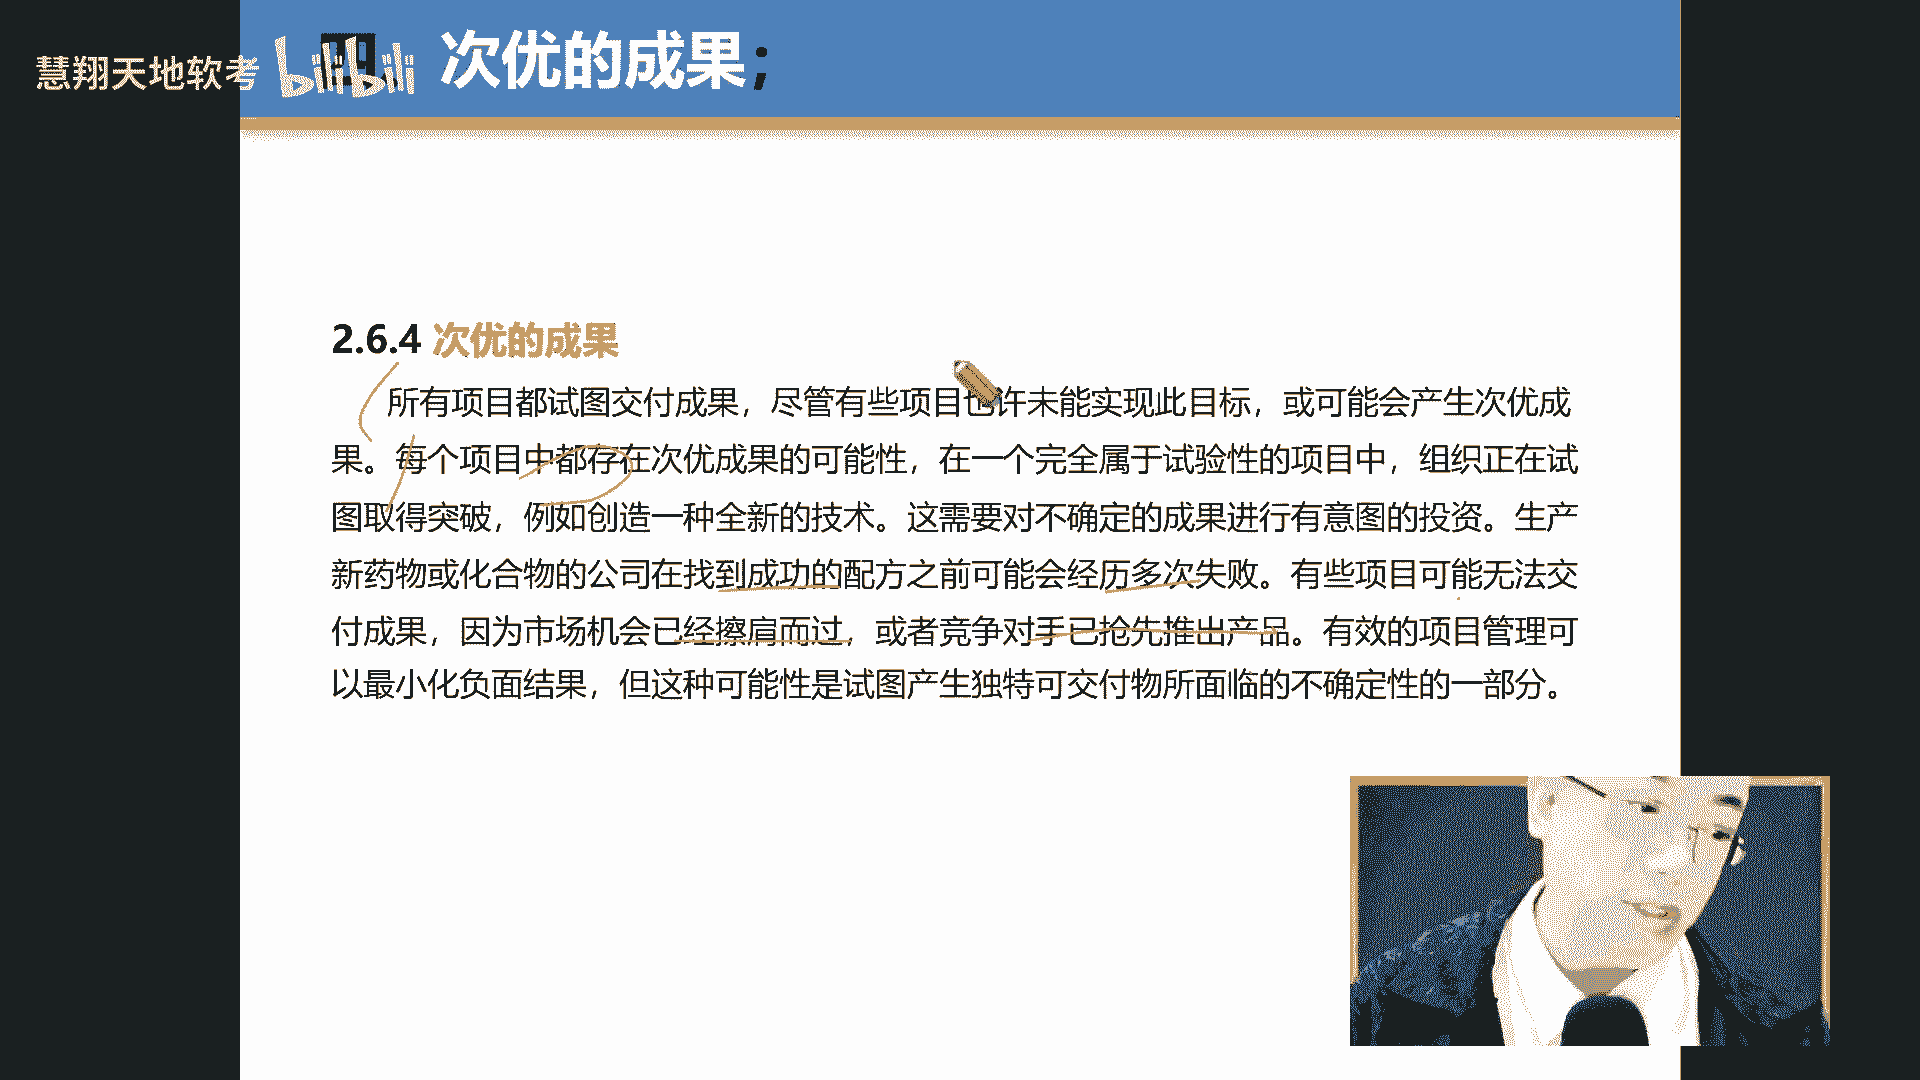 慧翔天地软考 bilibili 四、次优的成果；
2.6.4 次优的成果
所有项目都试图交付成果，尽管有些项目也许未能实现此目标，或可能会产生次优成
果。每个项目中都存在次优成果的可能性，在一个完全属于试验性的项目中，组织正在试
图取得突破，例如创造一种全新的技术。这需要对不确定的成果进行有意图的投资。生产
新药物或化合物的公司在找到成功的配方之前可能会经历多次失败。有些项目可能无法交
付成果，因为市场机会已经擦肩而过，或者竞争对手已抢先推出产品。有效的项目管理可
以最小化负面结果，但这种可能性是试图产生独特可交付物所面临的不确定性的一部分。